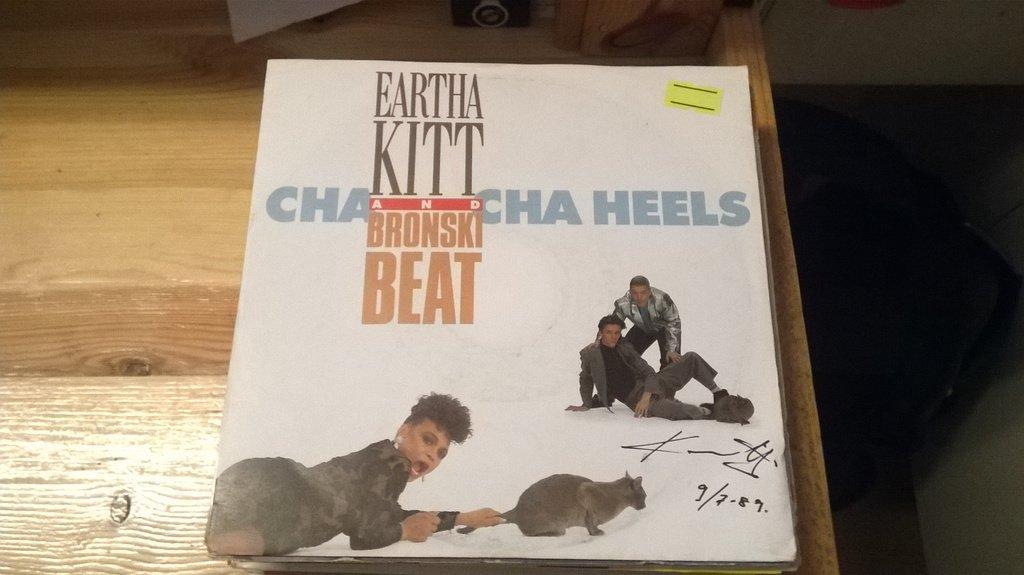 EARTHA
KITT
AND
CHA CHA HEELS
BRONSKI
BEAT
9/7-89.